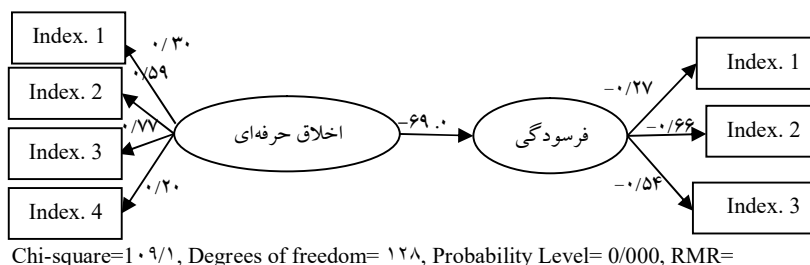 Index. 1
Index. 2
Index. 3
Index. 4
۰/۳۰
۰/۵۹
۰/۷۷
۰/۲۰
اخلاق حرفه‌ای
−۶۹ .۰
فرسودگی
−۰/۲۷
−۰/۶۶
−۰/۵۴
Index. 1
Index. 2
Index. 3
Chi-square=1۰۹/۱, Degrees of freedom= ۱۲۸, Probability Level= 0/000, RMR=